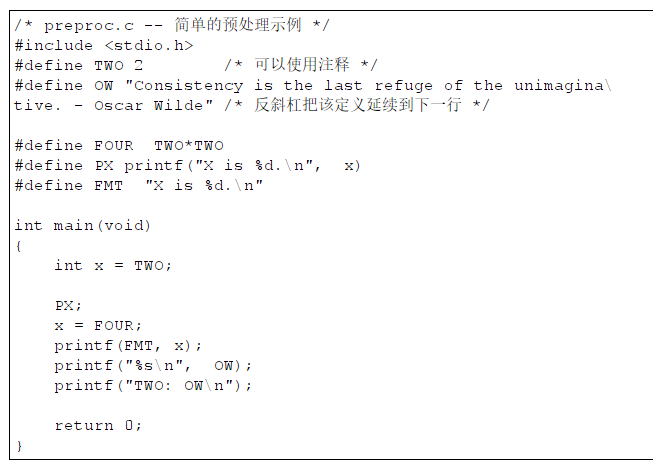 /* preproc.c -- 简单的预处理示例 */
#include <stdio.h>
#define TWO 2        /* 可以使用注释 */
#define OW "Consistency is the last refuge of the unimagina\
tive. - Oscar Wilde" /* 反斜杠把该定义延续到下一行 */

#define FOUR  TWO*TWO
#define PX printf("X is %d.\n",  x)
#define FMT  "X is %d.\n"

int main(void)
{
    int x = TWO;

    PX;
    x = FOUR;
    printf(FMT, x);
    printf("%s\n",  OW);
    printf("TWO: OW\n");

    return 0;
}